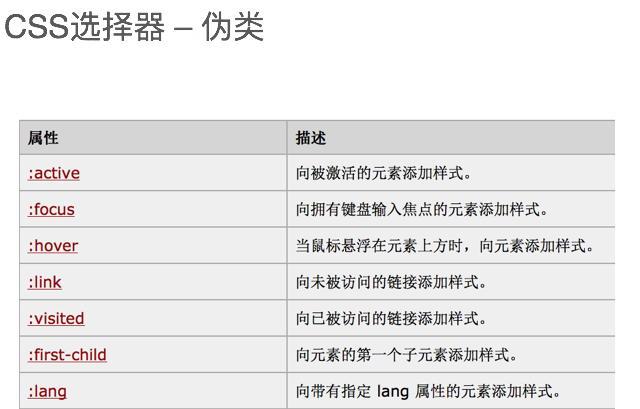 CSS选择器 – 伪类
属性 描述
:active 向被激活的元素添加样式。
:focus 向拥有键盘输入焦点的元素添加样式。
:hover 当鼠标悬浮在元素上方时，向元素添加样式。
:link 向未被访问的链接添加样式。
:visited 向已被访问的链接添加样式。
:first-child 向元素的第一个子元素添加样式。
:lang 向带有指定 lang 属性的元素添加样式。